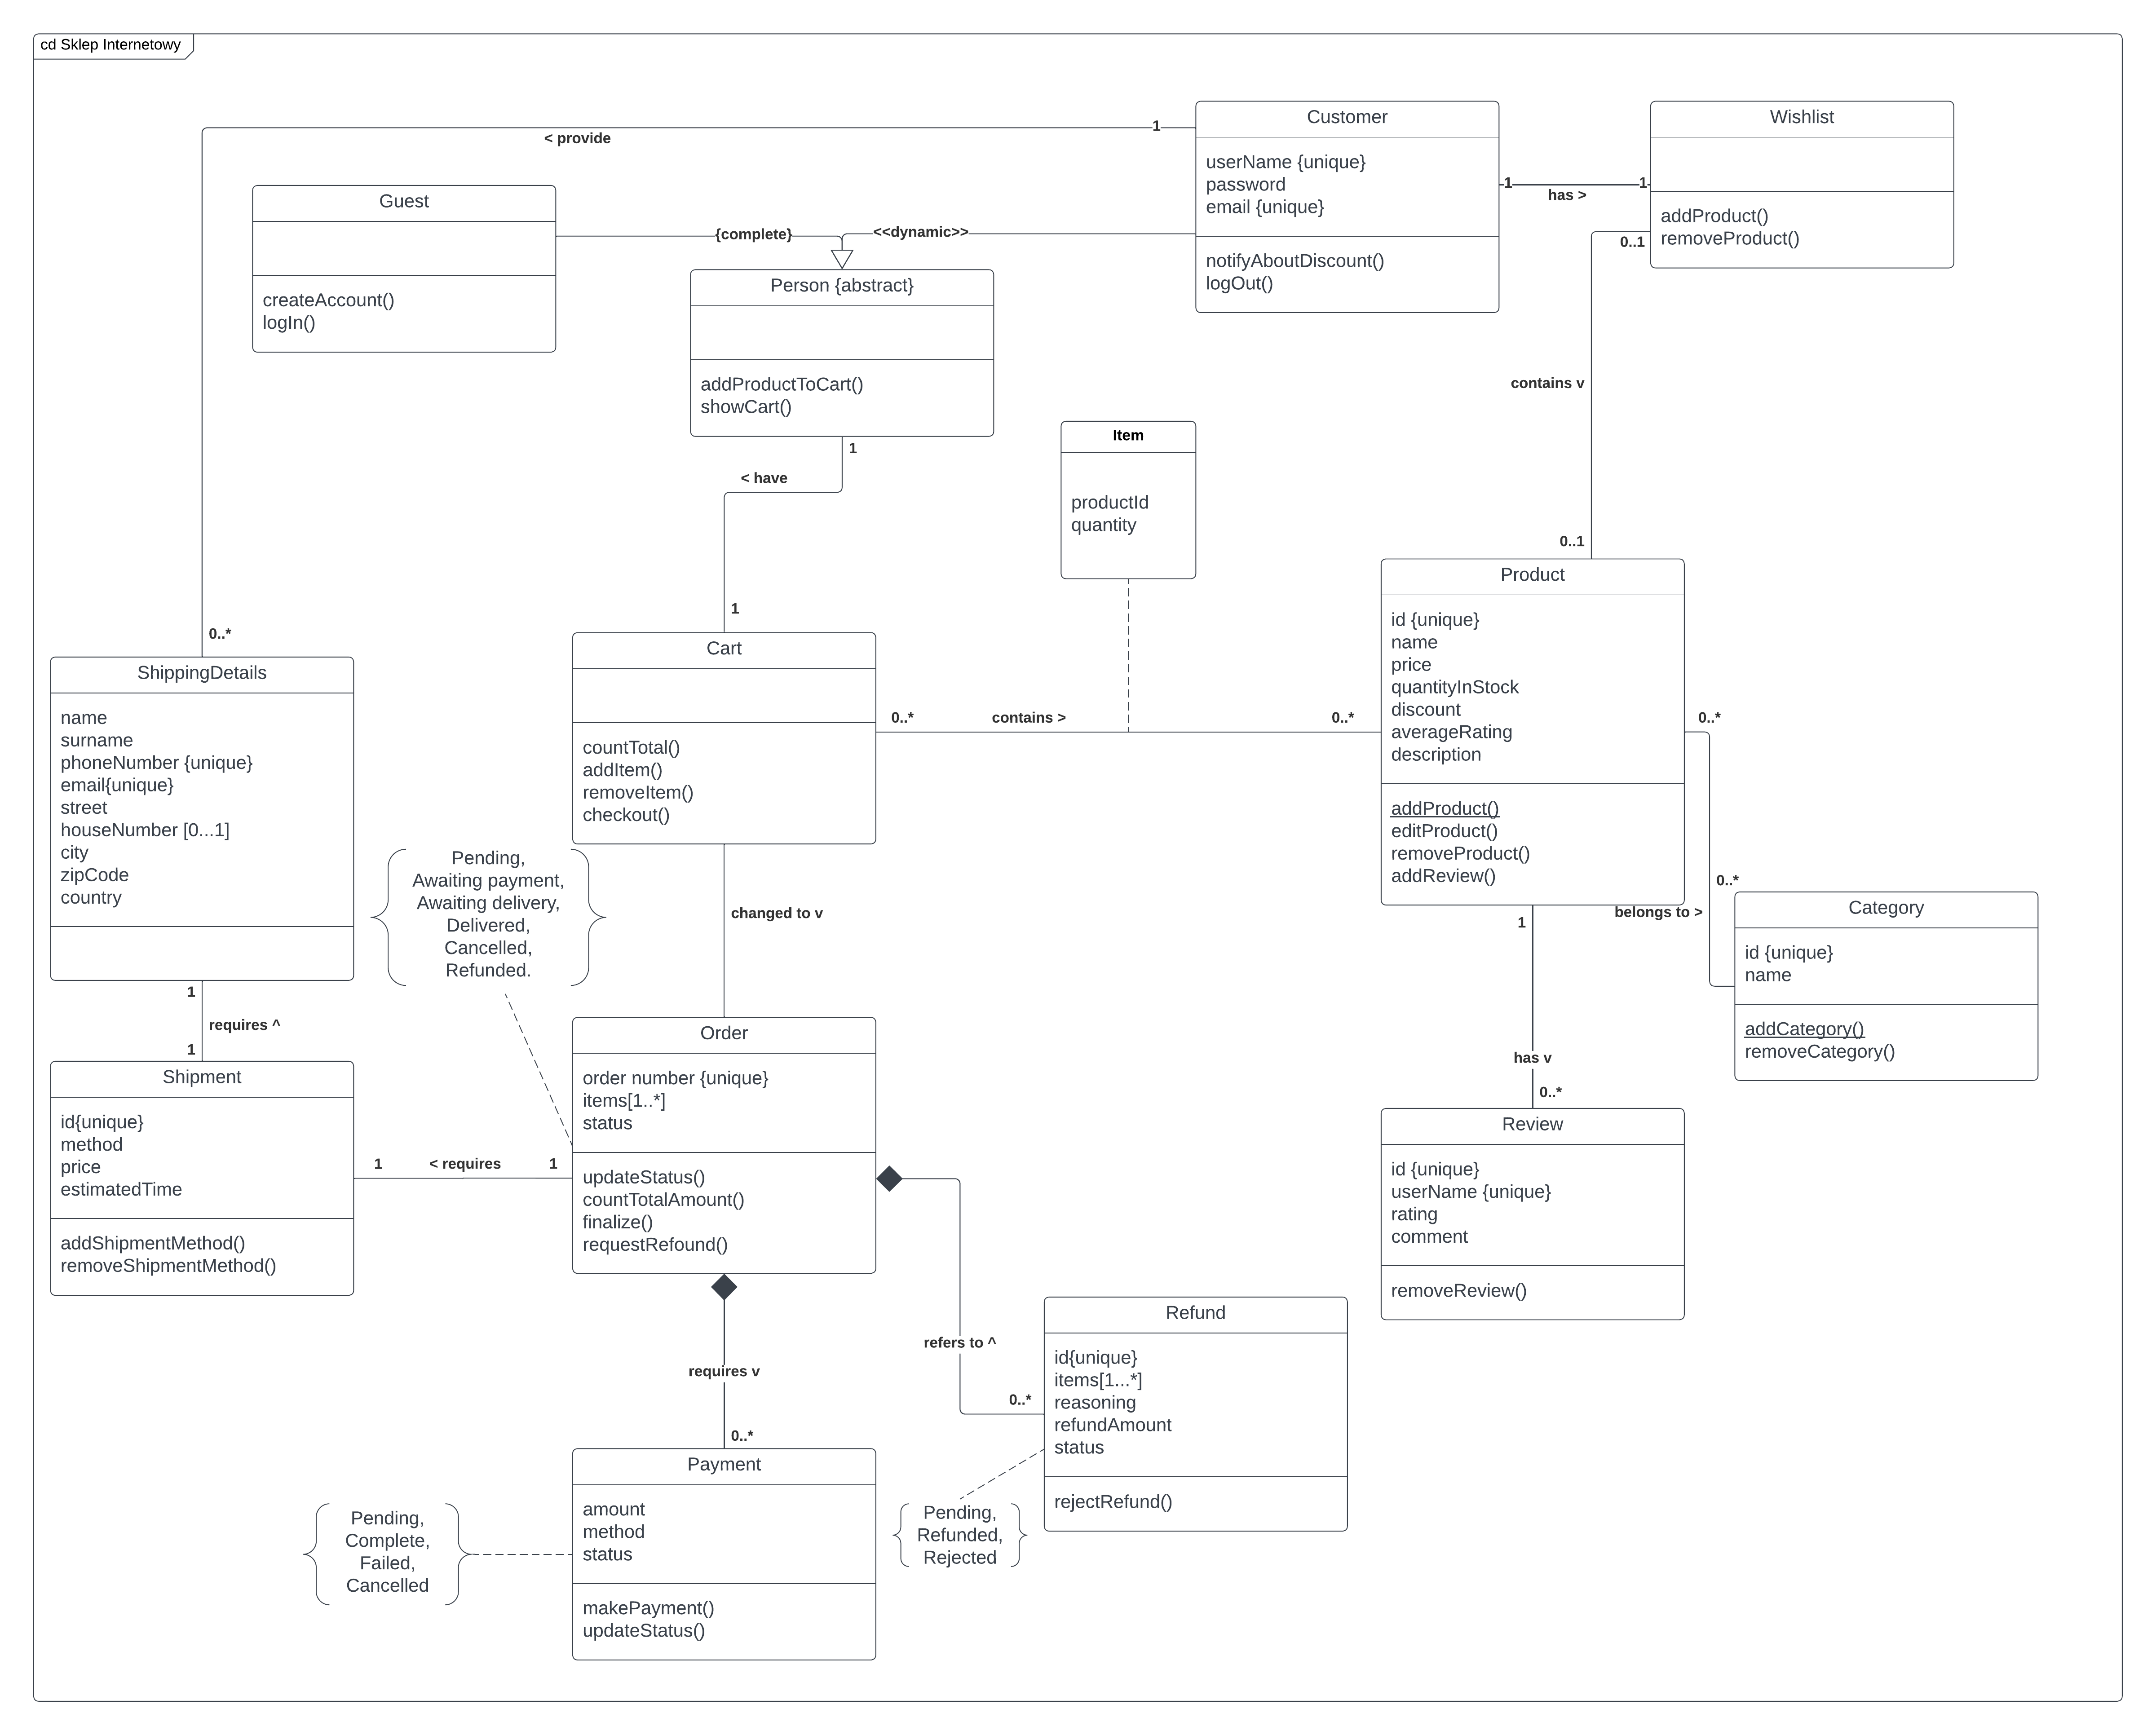 cd Sklep Internetowy
< provide
1
Customer
userName {unique}
password
email {unique}
notifyAboutDiscount()
logOut()
1
has >
1
Wishlist
addProduct()
removeProduct()
Guest
createAccount()
logIn()
{complete}
<<dynamic>>
Person {abstract}
addProductToCart()
showCart()
0..1
contains v
0..1
1
< have
1
Item
productId
quantity
0..*
ShippingDetails
name
surname
phoneNumber {unique}
email{unique}
street
houseNumber [0...1]
city
zipCode
country
Cart
countTotal()
addItem()
removeItem()
checkout()
0..*
contains >
0..*
Product
id {unique}
name
price
quantityInStock
discount
averageRating
description
addProduct()
editProduct()
removeProduct()
addReview()
0..*
0..*
belongs to >
Category
id {unique}
name
addCategory()
removeCategory()
Pending,
Awaiting payment,
Awaiting delivery,
Delivered,
Cancelled,
Refunded.
changed to v
1
has v
0..*
1
requires ^
1
Shipment
id{unique}
method
price
estimatedTime
addShipmentMethod()
removeShipmentMethod()
1
< requires
1
Order
order number {unique}
items[1..*]
status
updateStatus()
countTotalAmount()
finalize()
requestRefound()
Review
id {unique}
userName {unique}
rating
comment
removeReview()
requires v
0..*
refers to ^
0..*
Refund
id{unique}
items[1...*]
reasoning
refundAmount
status
rejectRefund()
Payment
amount
method
status
makePayment()
updateStatus()
Pending,
Complete,
Failed,
Cancelled
Pending,
Refunded,
Rejected